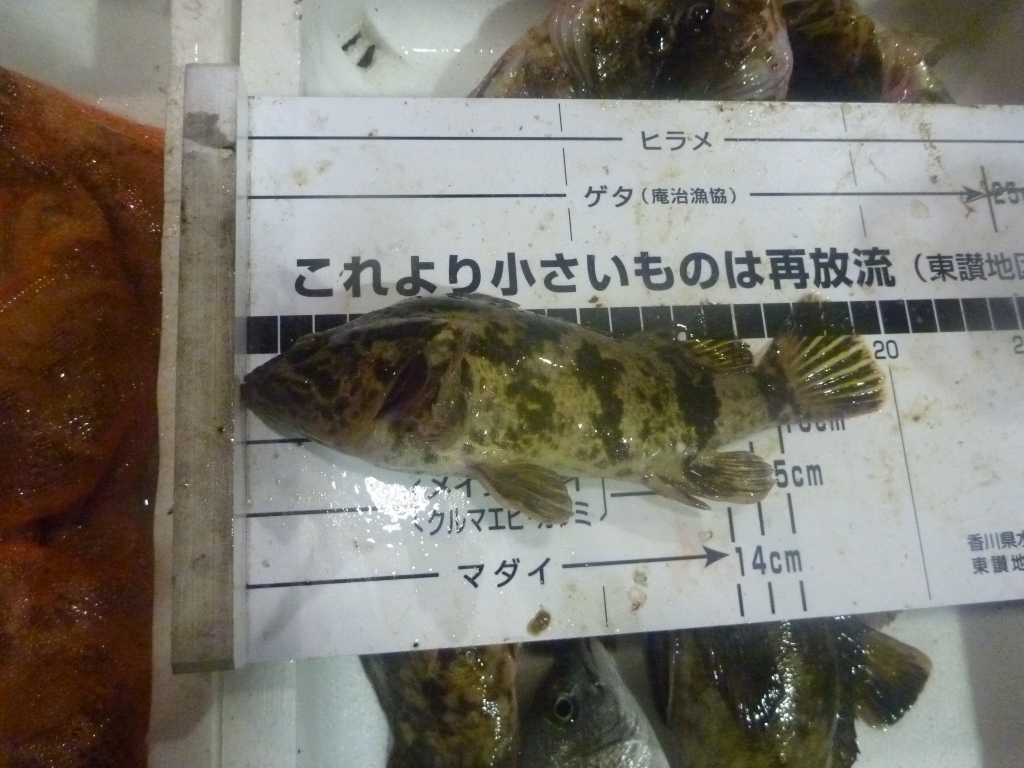 ヒラメ
ゲタ(庵治漁協)
25
これより小さいものは再放流(東讃地区
20
5cm
クルマエビ
マダイ
14cm
香川県水
東讃地